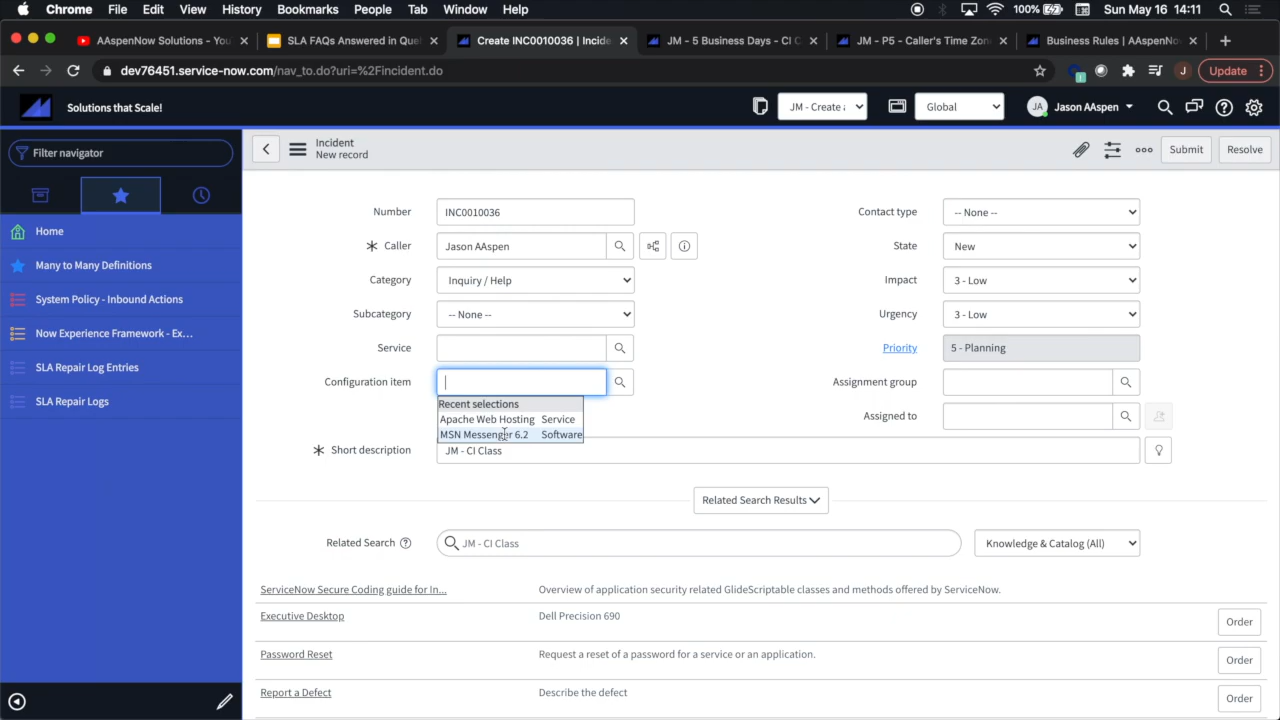 Chrome File Edit View History Bookmarks People Tab Window Help 100% Sun May 16 14:11
AAspenNow Solutions - You
SLA FAQs Answered in Que
Create INC0010036 | Incide
JM - 5 Business Days - CI C
JM - P5 - Caller's Time Zon
Business Rules | AAspenNo
dev76451.service-now.com/nav_to.do?uri=%2Fincident.do
J
Update
Solutions that Scale!
JM - Create
Global
JA
Jason AAspen
Filter navigator
Incident
New record
Submit
Resolve
Home
Many to Many Definitions
System Policy - Inbound Actions
Now Experience Framework - Ex...
SLA Repair Log Entries
SLA Repair Logs
Number INC0010036
Contact type -- None --
Caller Jason AAspen
State New
Category Inquiry / Help
Impact 3 - Low
Subcategory -- None --
Urgency 3 - Low
Service
Priority 5 - Planning
Configuration item
Assignment group
Recent selections
Apache Web Hosting Service
MSN Messenger 6.2 Software
Assigned to
Short description JM - CI Class
Related Search Results
Related Search JM - CI Class Knowledge & Catalog (All)
ServiceNow Secure Coding guide for In... Overview of application security related GlideScriptable classes and methods offered by ServiceNow.
Executive Desktop Dell Precision 690 Order
Password Reset Request a reset of a password for a service or an application. Order
Report a Defect Describe the defect Order